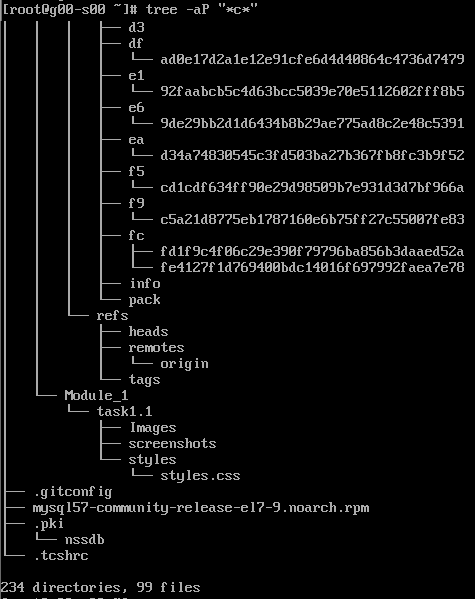 [root@g00-s00 ~]# tree -aP "*c*"
│   │   │   ├── d3
│   │   │   ├── df
│   │   │   │   └── ad0e17d2a1e12e91cfe6d4d40864c4736d7479
│   │   │   ├── e1
│   │   │   │   └── 92faabcb5c4d63bcc5039e70e5112602fff8b5
│   │   │   ├── e6
│   │   │   │   └── 9de29bb2d1d6434b8b29ae775ad8c2e48c5391
│   │   │   ├── ea
│   │   │   │   └── d34a74830545c3fd503ba27b367fb8fc3b9f52
│   │   │   ├── f5
│   │   │   │   └── cd1cdf634ff90e29d98509b7e931d3d7bf966a
│   │   │   ├── f9
│   │   │   │   └── c5a21d8775eb1787160e6b75ff27c55007fe83
│   │   │   ├── fc
│   │   │   │   ├── fd1f9c4f06c29e390f79796ba856b3daaed52a
│   │   │   │   └── fe4127f1d769400bdc14016f697992faea7e78
│   │   │   ├── info
│   │   │   └── pack
│   │   └── refs
│   │       ├── heads
│   │       ├── remotes
│   │       │   └── origin
│   │       └── tags
│   └── Module_1
│       └── task1.1
│           ├── Images
│           ├── screenshots
│           └── styles
│               └── styles.css
├── .gitconfig
├── mysql57-community-release-el7-9.noarch.rpm
├── .pki
│   └── nssdb
└── .tcshrc
234 directories, 99 files